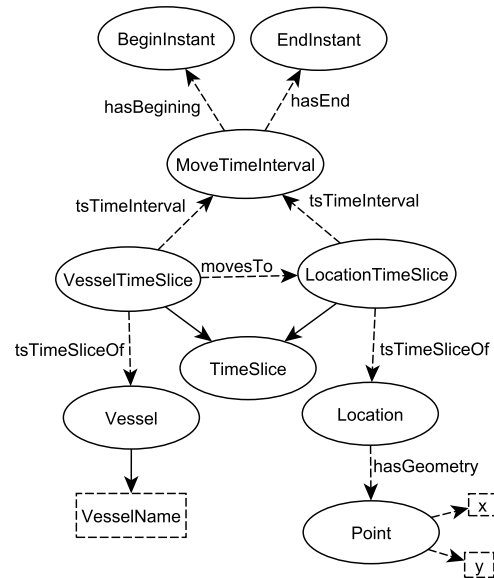 BeginInstant
EndInstant
hasBegining
hasEnd
MoveTimeInterval
tsTimeInterval
tsTimeInterval
VesselTimeSlice
movesTo
LocationTimeSlice
tsTimeSliceOf
TimeSlice
tsTimeSliceOf
Vessel
Location
hasGeometry
VesselName
Point
x
y